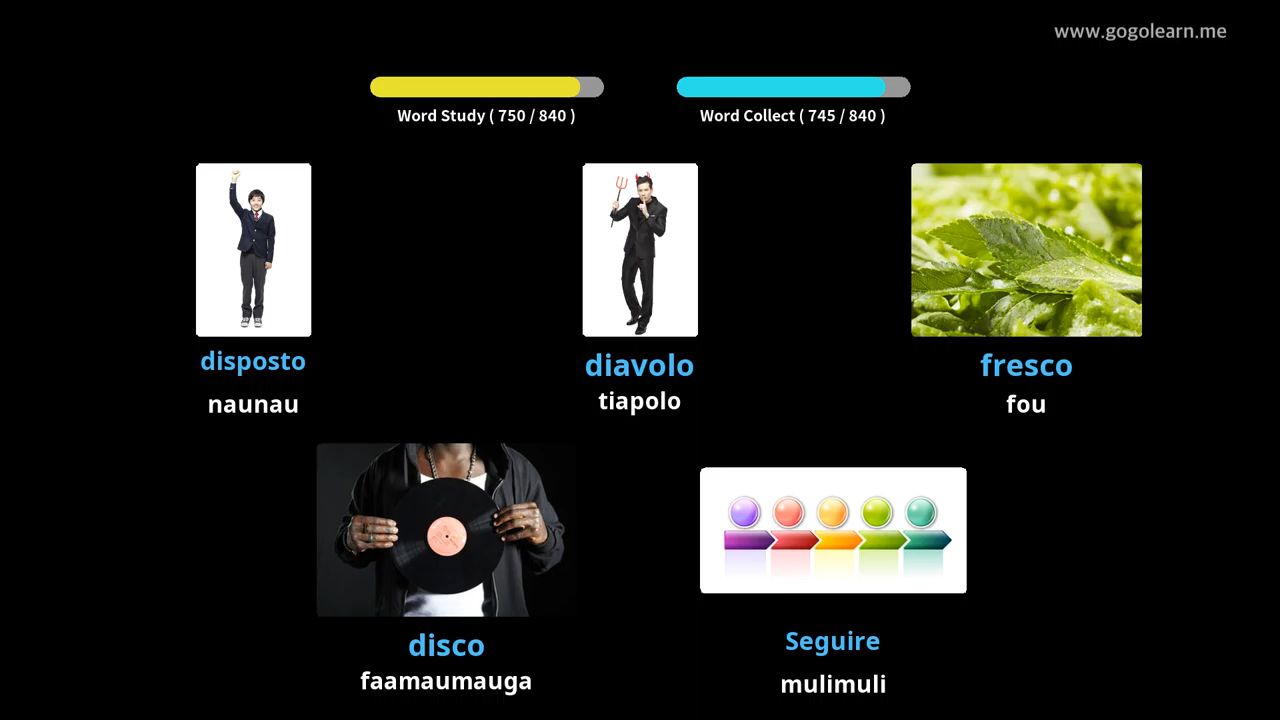 www.gogolearn.me
Word Study ( 750 / 840 )
Word Collect ( 745 / 840 )
disposto
naunau
diavolo
tiapolo
fresco
fou
disco
faamaumauga
Seguire
mulimuli